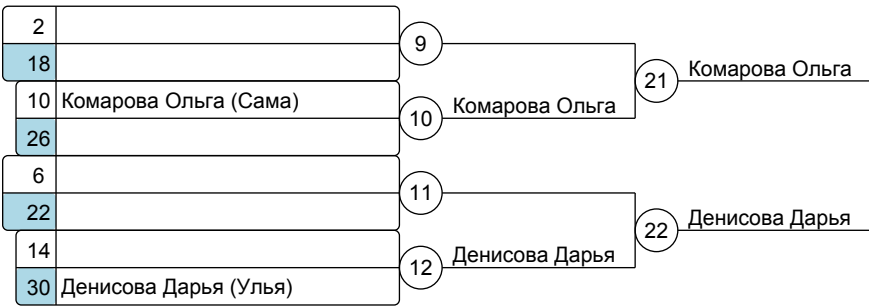 2
9
18
21 Комарова Ольга
10 Комарова Ольга (Сама)
10 Комарова Ольга
26
6
11
22
22 Денисова Дарья
14
12 Денисова Дарья
30 Денисова Дарья (Улья)